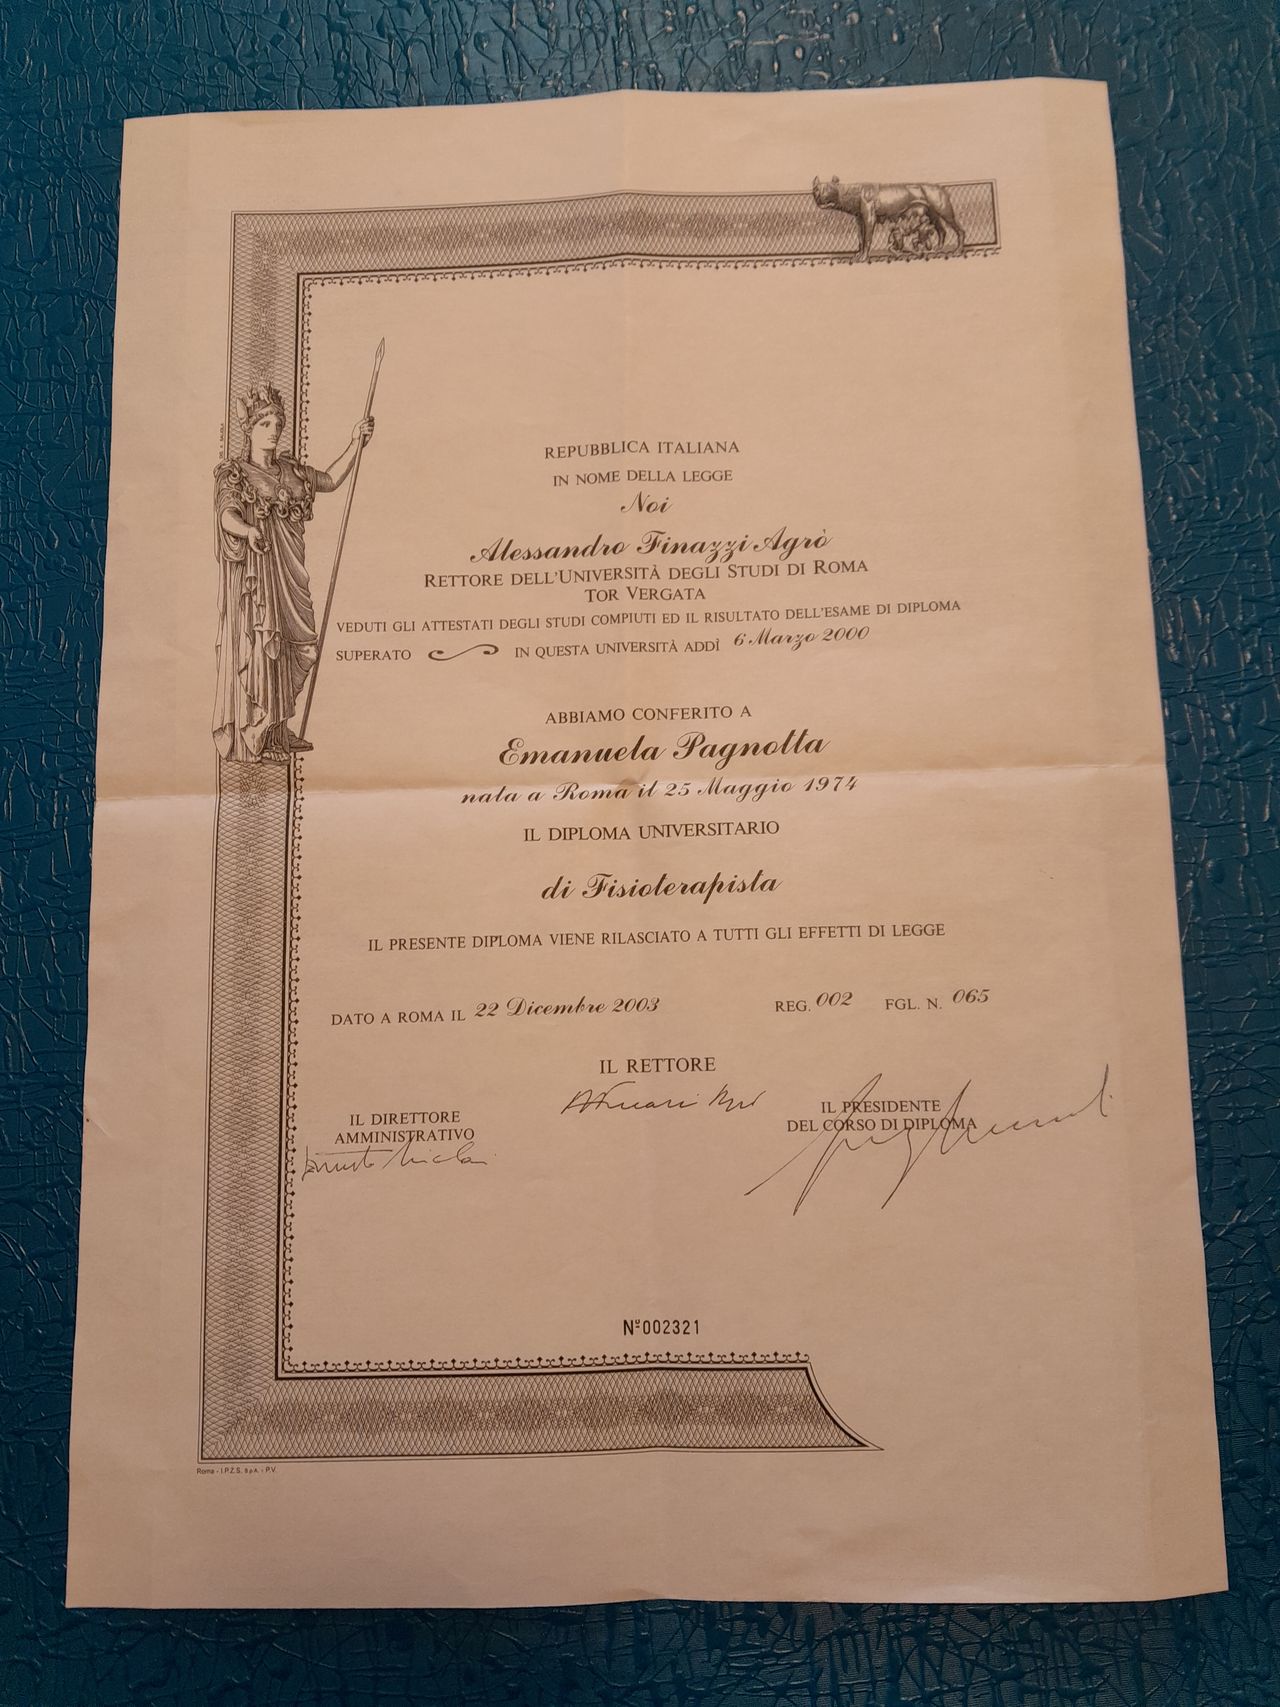 REPUBBLICA ITALIANA
IN NOME DELLA LEGGE
Noi
Alessandro Finazzi Agrò
RETTORE DELL'UNIVERSITÀ DEGLI STUDI DI ROMA
TOR VERGATA
VEDUTI GLI ATTESTATI DEGLI STUDI COMPIUTI ED IL RISULTATO DELL'ESAME DI DIPLOMA
SUPERATO IN QUESTA UNIVERSITÀ ADDÌ 6 Marzo 2000
ABBIAMO CONFERITO A
Emanuela Pagnotta
nata a Roma il 25 Maggio 1974
IL DIPLOMA UNIVERSITARIO
di Fisioterapista
IL PRESENTE DIPLOMA VIENE RILASCIATO A TUTTI GLI EFFETTI DI LEGGE
DATO A ROMA IL 22 Dicembre 2003 REG. 002 FGL. N. 065
IL RETTORE
IL DIRETTORE
AMMINISTRATIVO
IL PRESIDENTE
DEL CORSO DI DIPLOMA
Nº 002321
Roma - I.P.Z.S. S.p.A. - P.V.